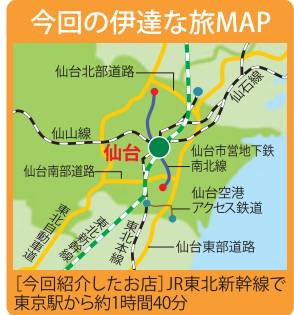 今回の伊達な旅MAP
仙台北部道路
仙石線
仙山線
仙台
仙台市営地下鉄
南北線
仙台南部道路
仙台空港
アクセス鉄道
東北自動車道
東北新幹線
東北本線
仙台東部道路
[今回紹介したお店]JR東北新幹線で
東京駅から約1時間40分